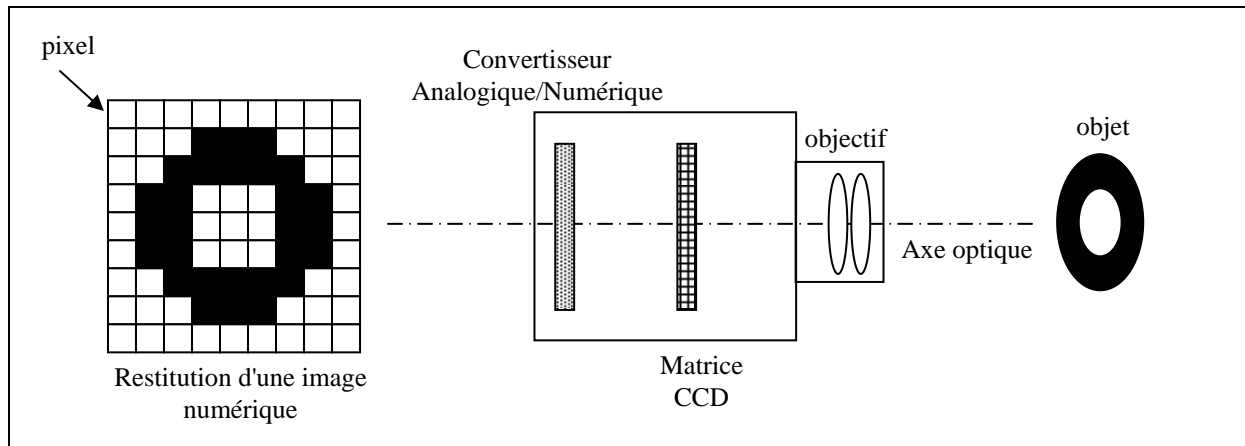 pixel
Convertisseur
Analogique/Numérique
objectif
objet
Axe optique
Restitution d'une image
numérique
Matrice
CCD